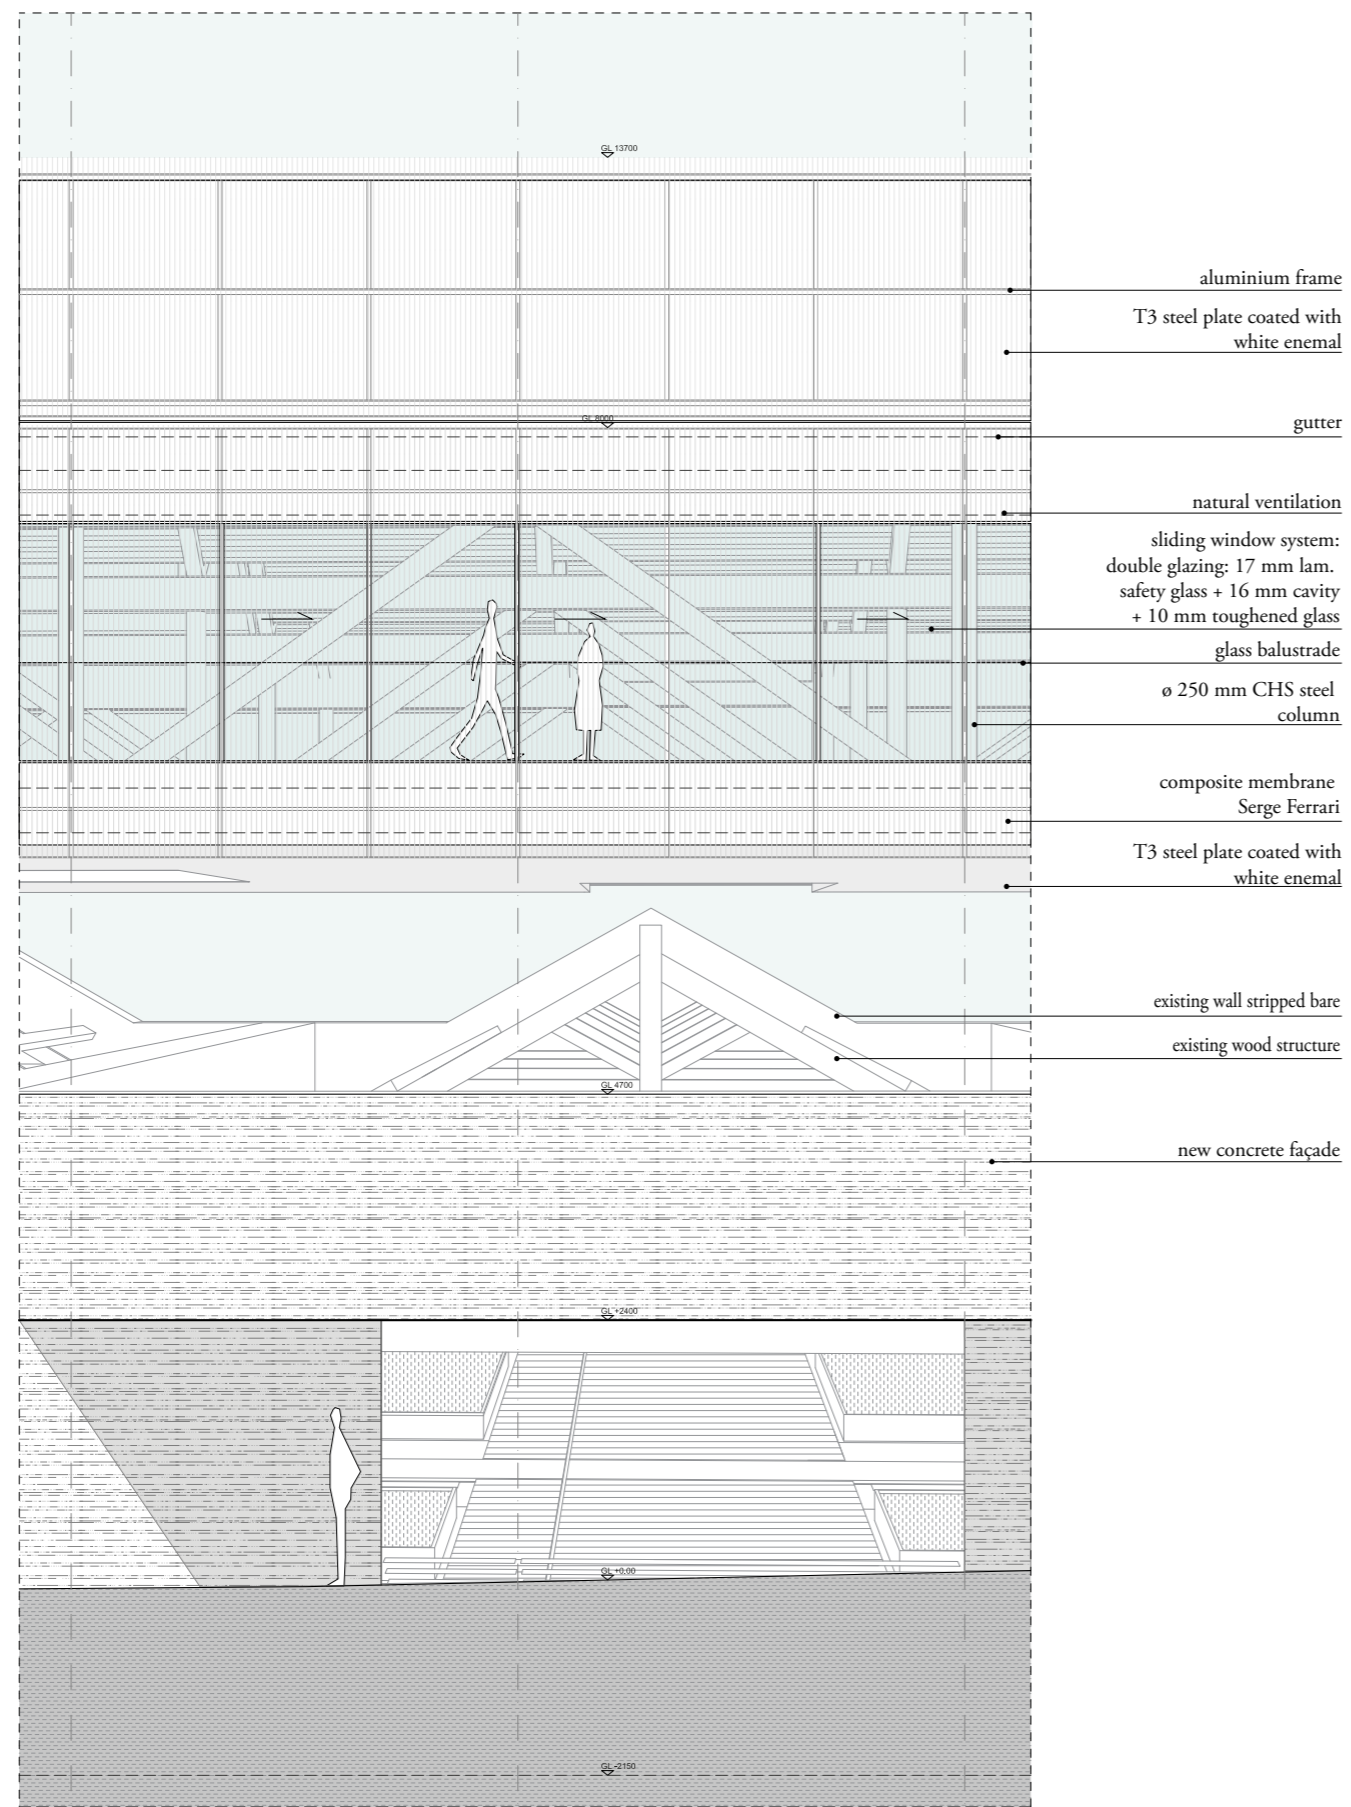 GL 13700
aluminium frame
T3 steel plate coated with
white enemal
GL 8000
gutter
natural ventilation
sliding window system:
double glazing: 17 mm lam.
safety glass + 16 mm cavity
+ 10 mm toughened glass
glass balustrade
ø 250 mm CHS steel
column
composite membrane
Serge Ferrari
T3 steel plate coated with
white enemal
existing wall stripped bare
existing wood structure
GL 4700
new concrete façade
GL +2400
GL +0.00
GL -2150